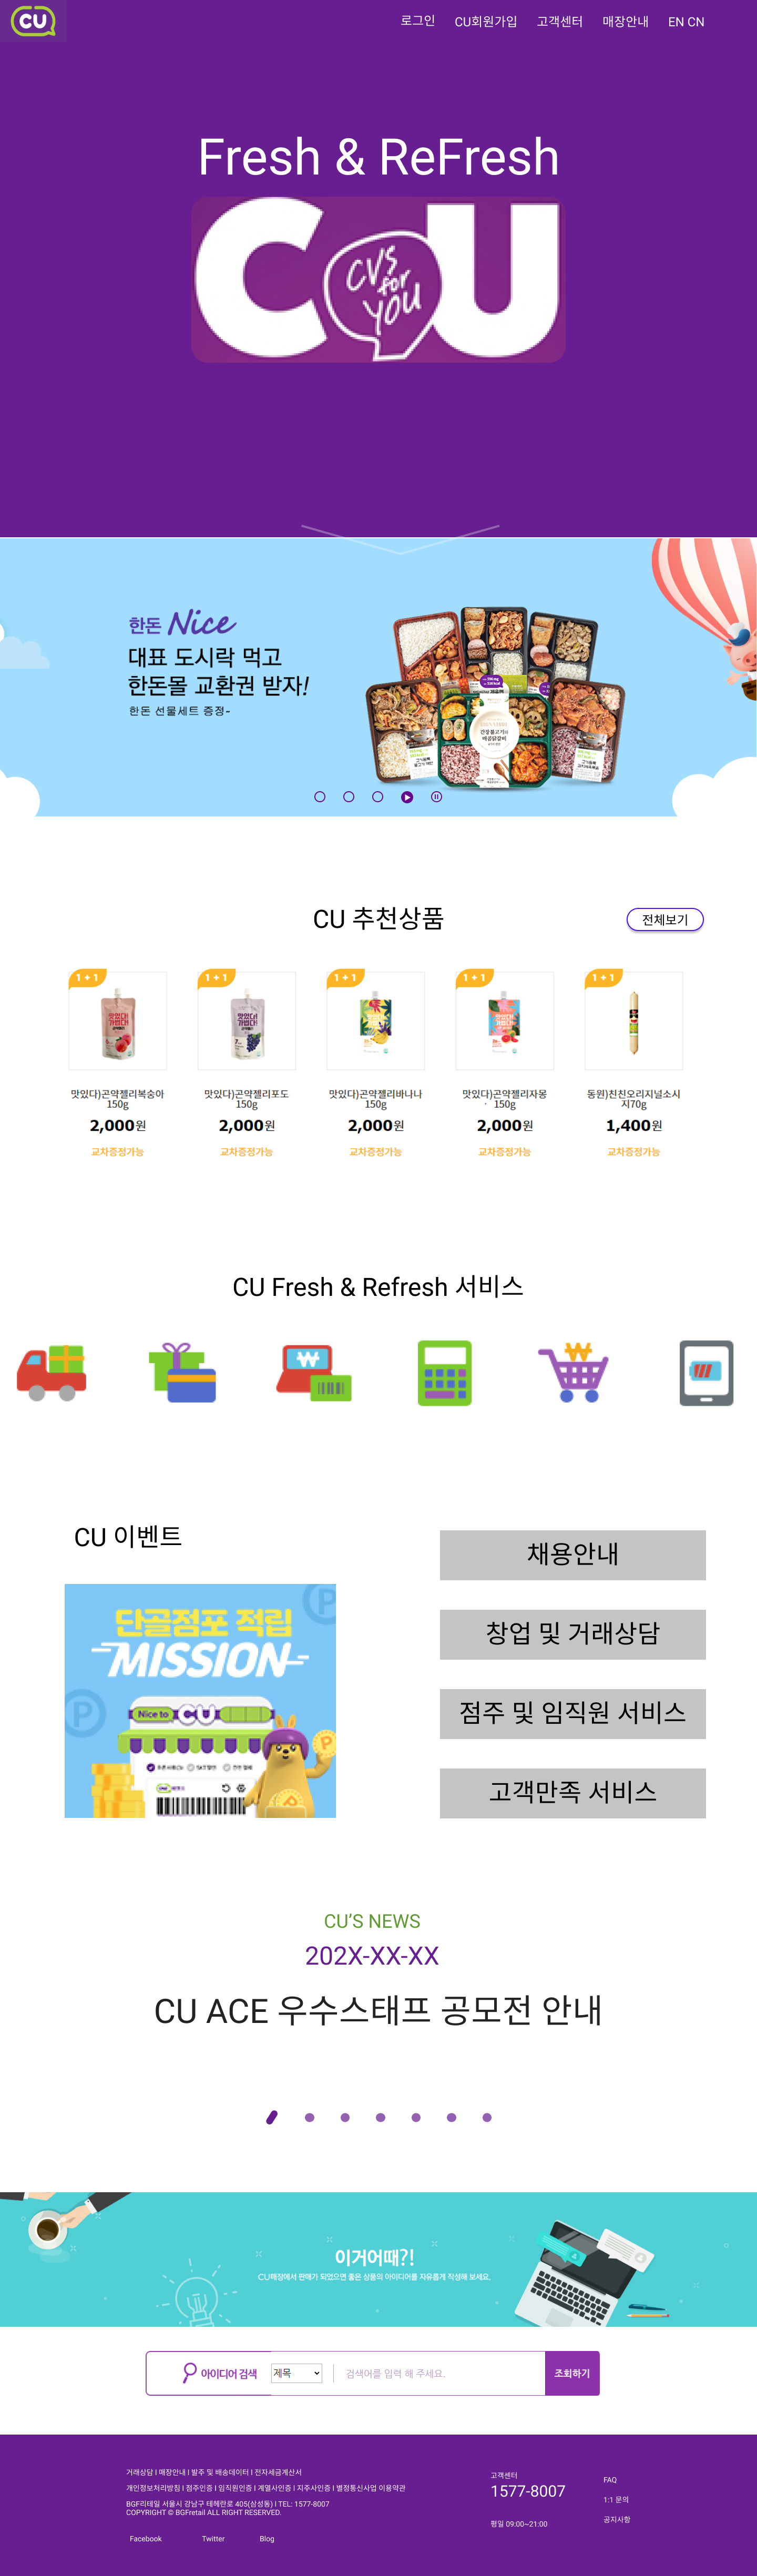 CU
로그인 CU회원가입 고객센터 매장안내 EN CN
Fresh & ReFresh
CU
CVS
for
YOU
한돈 Nice
대표 도시락 먹고
한돈몰 교환권 받자!
한돈 선물세트 증정-
CU 추천상품
전체보기
1 + 1 1 + 1 1 + 1 1 + 1 1 + 1
맛있다)곤약젤리복숭아 맛있다)곤약젤리포도 맛있다)곤약젤리바나나 맛있다)곤약젤리자몽 동원)친친오리지널소시
150g 150g 150g 150g 지70g
2,000원 2,000원 2,000원 2,000원 1,400원
교차증정가능 교차증정가능 교차증정가능 교차증정가능 교차증정가능
CU Fresh & Refresh 서비스
CU 이벤트
단골점포 적립
MISSION
Nice to CU
채용안내
창업 및 거래상담
점주 및 임직원 서비스
고객만족 서비스
CU’S NEWS
202X-XX-XX
CU ACE 우수스태프 공모전 안내
이거어때?!
CU매장에서 판매가 되었으면 좋은 상품의 아이디어를 자유롭게 작성해 보세요.
아이디어 검색 제목 검색어를 입력 해 주세요. 조회하기
거래상담 l 매장안내 l 발주 및 배송데이터 l 전자세금계산서
개인정보처리방침 l 점주인증 l 임직원인증 l 계열사인증 l 지주사인증 l 별정통신사업 이용약관
BGF리테일 서울시 강남구 테헤란로 405(삼성동) l TEL: 1577-8007
COPYRIGHT © BGFretail ALL RIGHT RESERVED.
Facebook Twitter Blog
고객센터
1577-8007
평일 09:00~21:00
FAQ
1:1 문의
공지사항